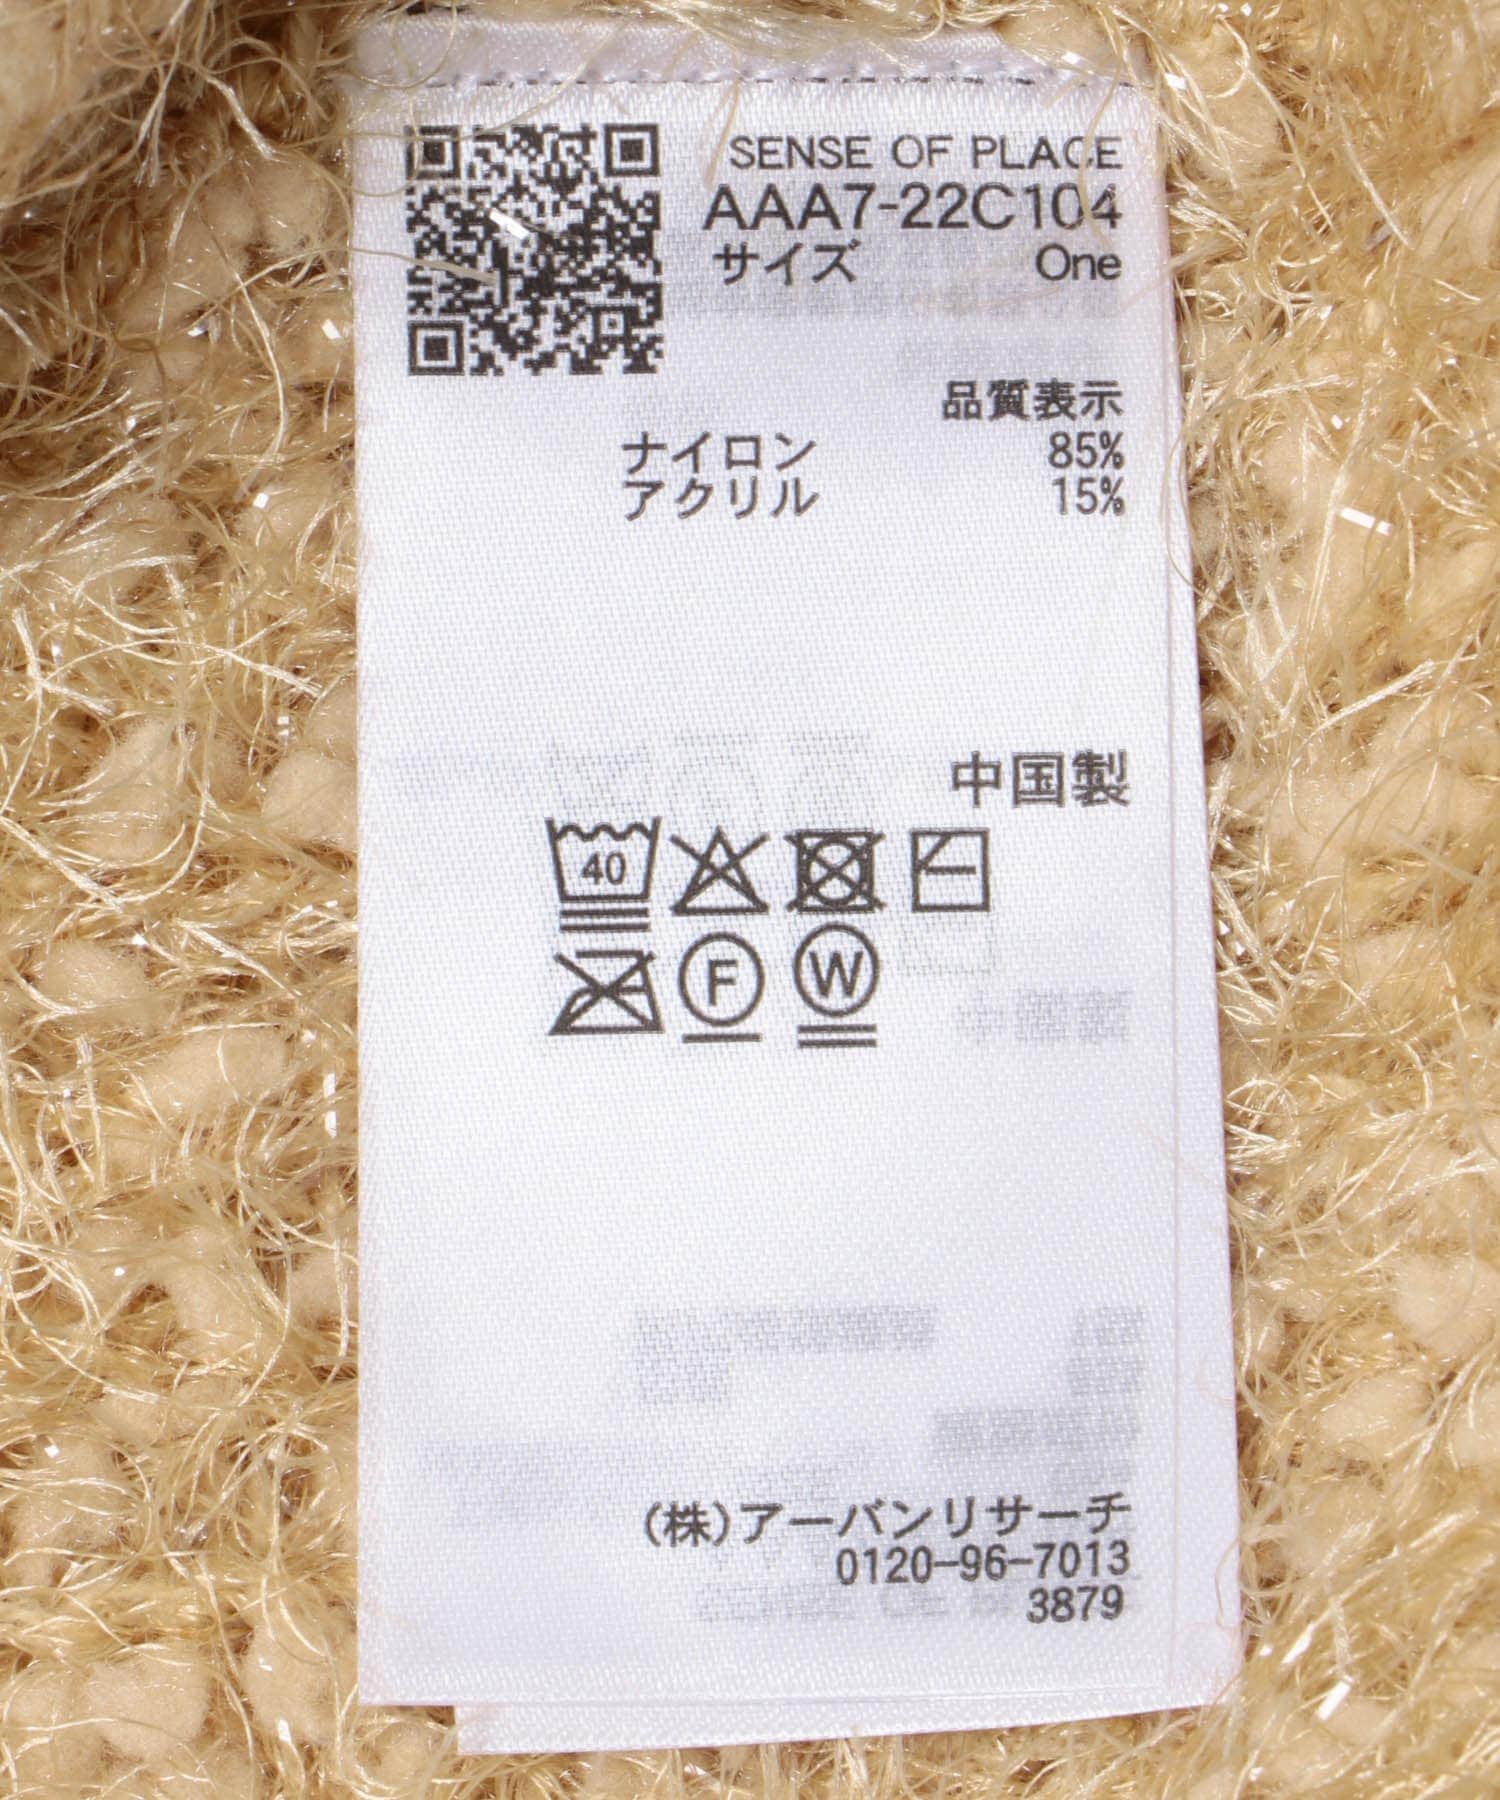 SENSE OF PLACE
AAA7-22C104
サイズ One
品質表示
ナイロン 85%
アクリル 15%
中国製
40
F W
(株)アーバンリサーチ
0120-96-7013
3879